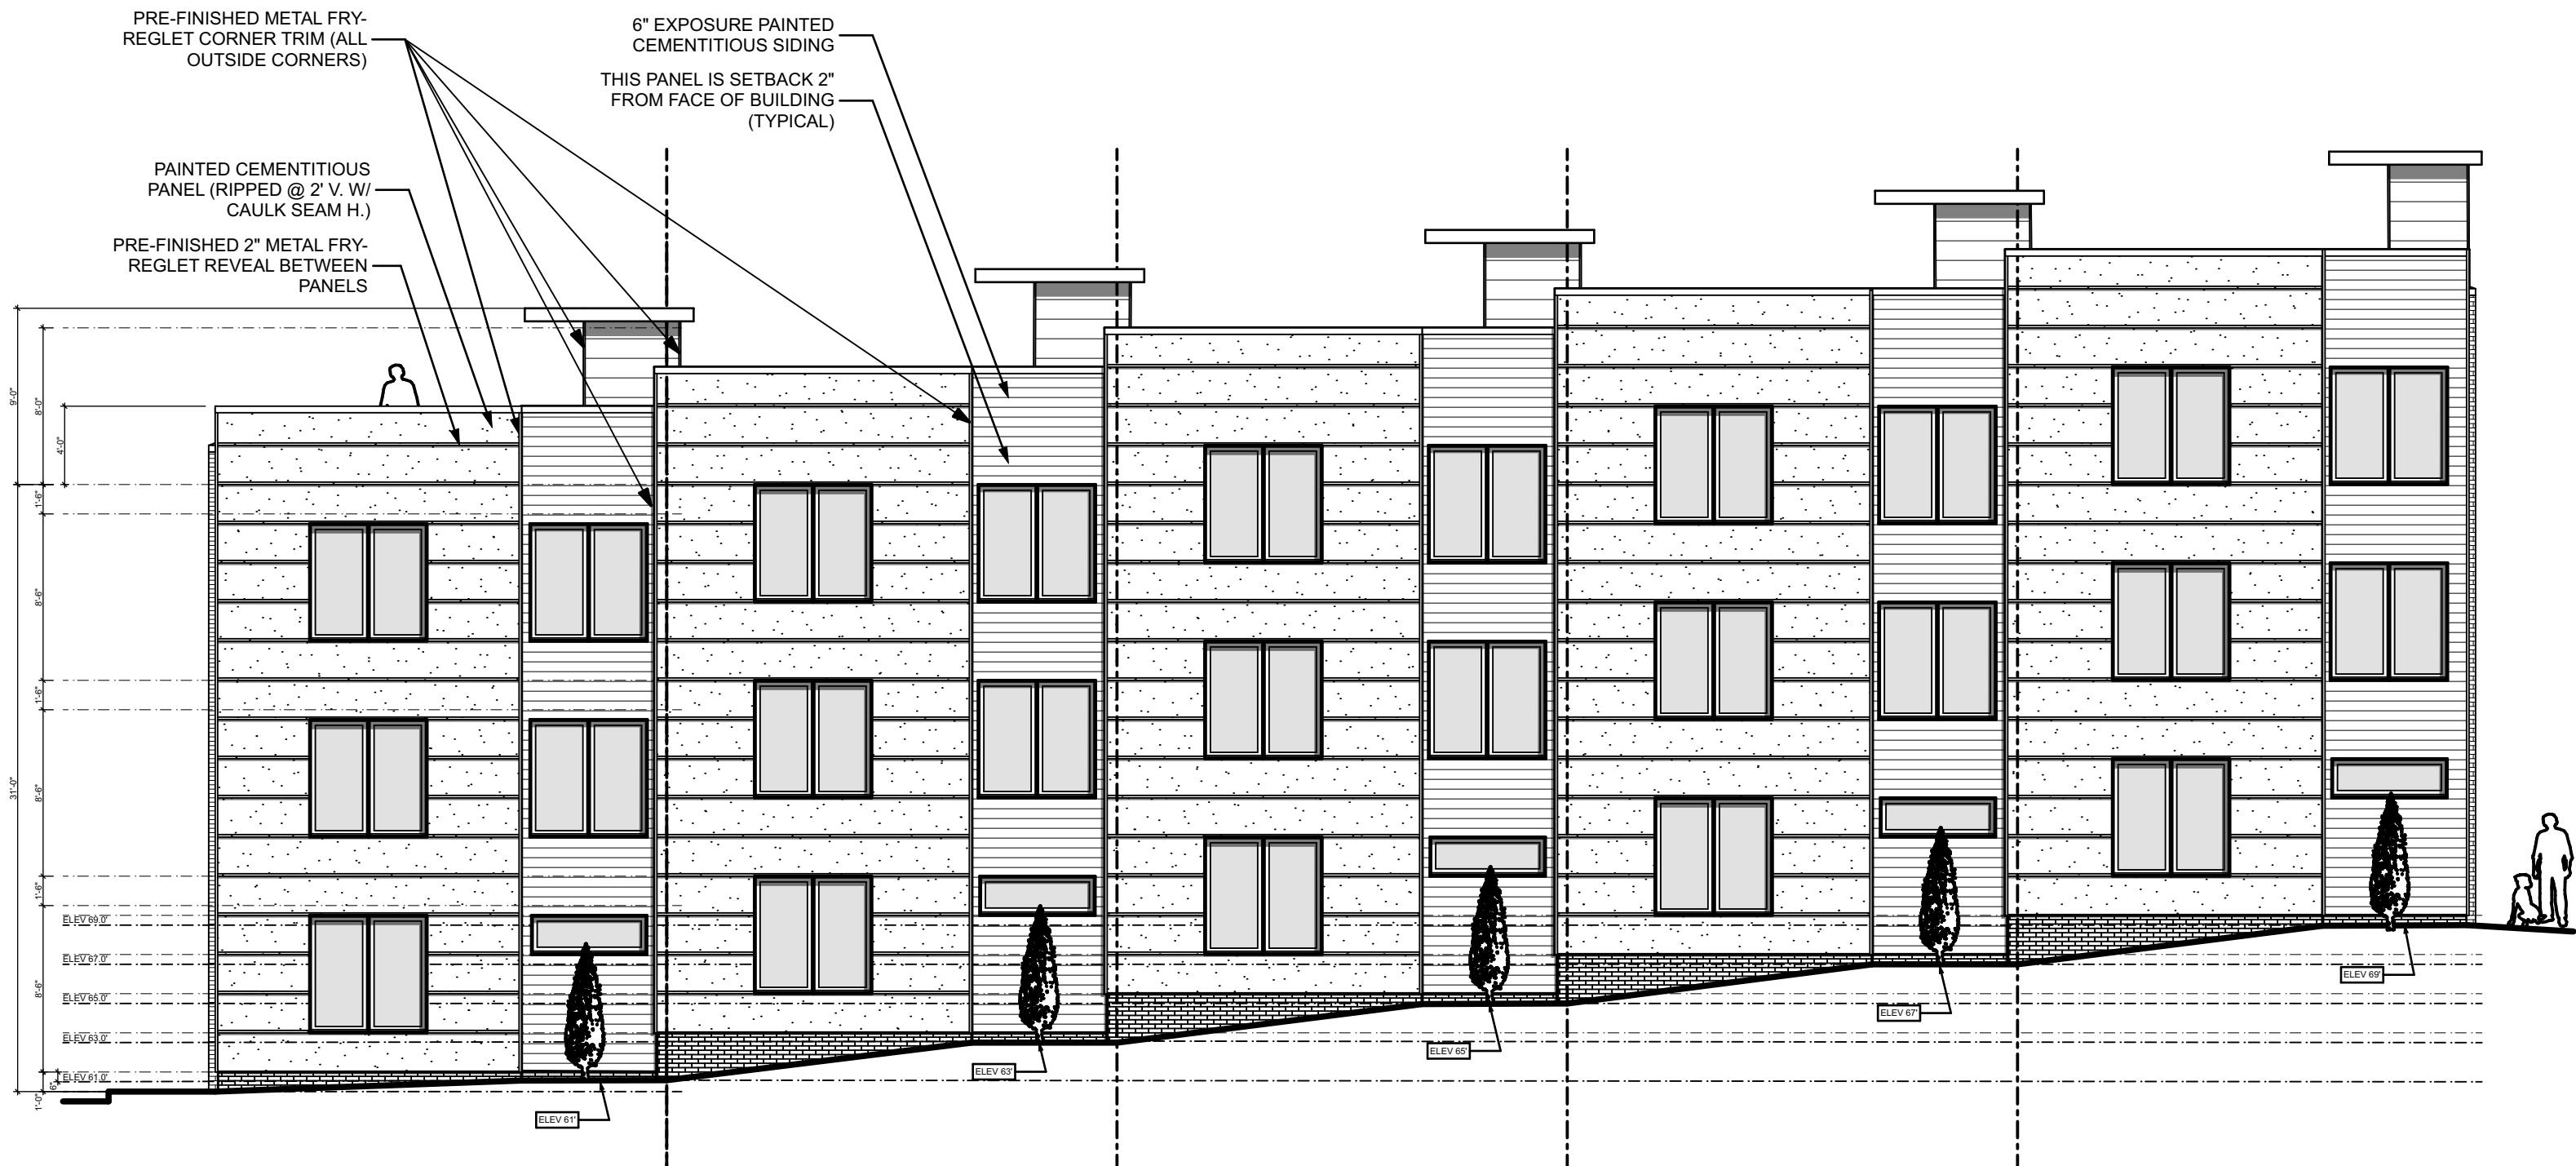 PRE-FINISHED METAL FRY-
REGLET CORNER TRIM (ALL
OUTSIDE CORNERS)
6" EXPOSURE PAINTED
CEMENTITIOUS SIDING
THIS PANEL IS SETBACK 2"
FROM FACE OF BUILDING
(TYPICAL)
PAINTED CEMENTITIOUS
PANEL (RIPPED @ 2' V. W/
CAULK SEAM H.)
PRE-FINISHED 2" METAL FRY-
REGLET REVEAL BETWEEN
PANELS
9'-0"
8'-0"
4'-0"
1'-6"
8'-6"
1'-6"
31'-0"
8'-6"
1'-6"
8'-6"
6"
1'-0"
ELEV 69.0'
ELEV 67.0'
ELEV 65.0'
ELEV 63.0'
ELEV 61.0'
ELEV 61'
ELEV 63'
ELEV 65'
ELEV 67'
ELEV 69'